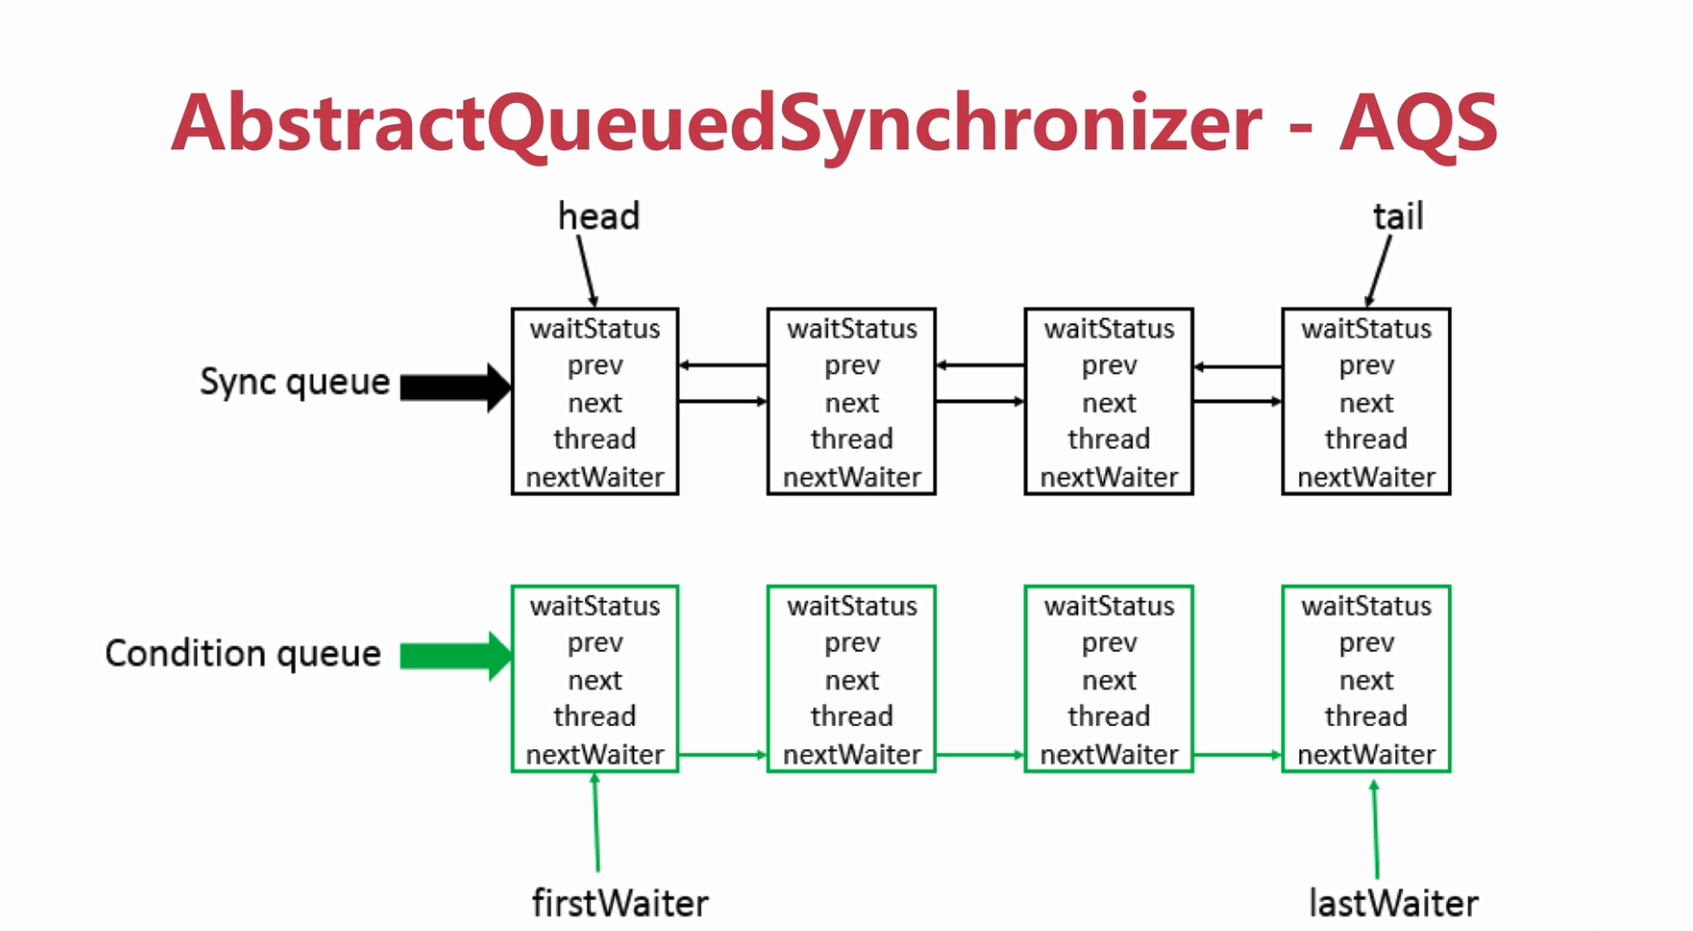 AbstractQueuedSynchronizer - AQS
head
tail
Sync queue
waitStatus
prev
next
thread
nextWaiter
waitStatus
prev
next
thread
nextWaiter
waitStatus
prev
next
thread
nextWaiter
waitStatus
prev
next
thread
nextWaiter
Condition queue
waitStatus
prev
next
thread
nextWaiter
waitStatus
prev
next
thread
nextWaiter
waitStatus
prev
next
thread
nextWaiter
waitStatus
prev
next
thread
nextWaiter
firstWaiter
lastWaiter